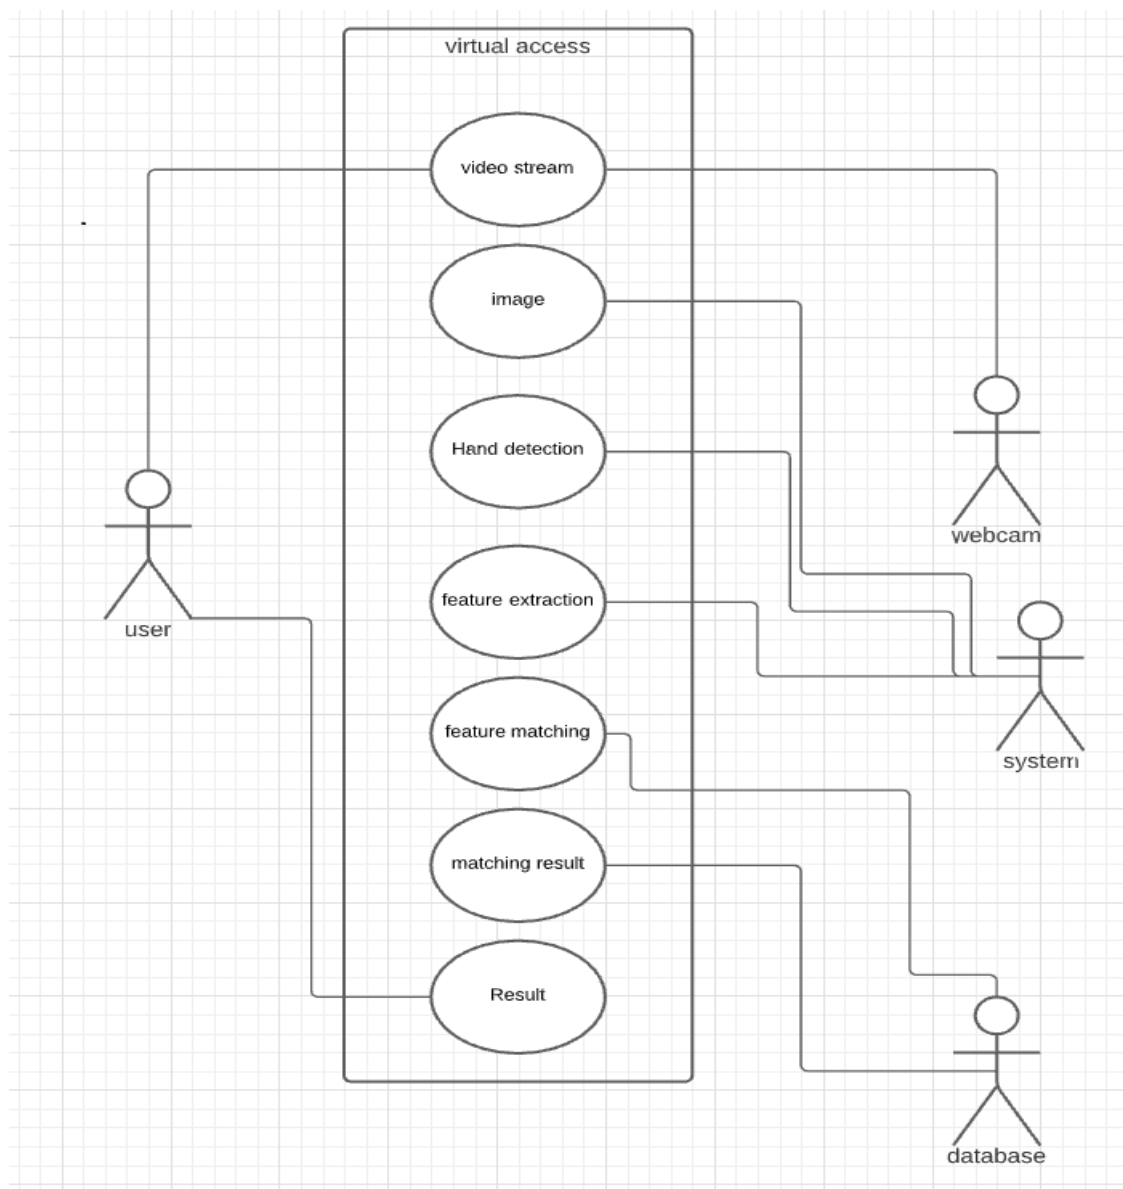 virtual access
video stream
image
Hand detection
webcam
feature extraction
user
feature matching
system
matching result
Result
database